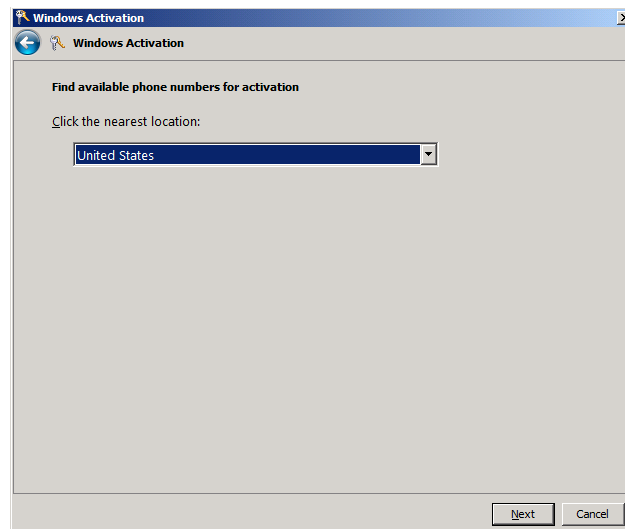 Windows Activation
Windows Activation
Find available phone numbers for activation
Click the nearest location:
United States
Next Cancel